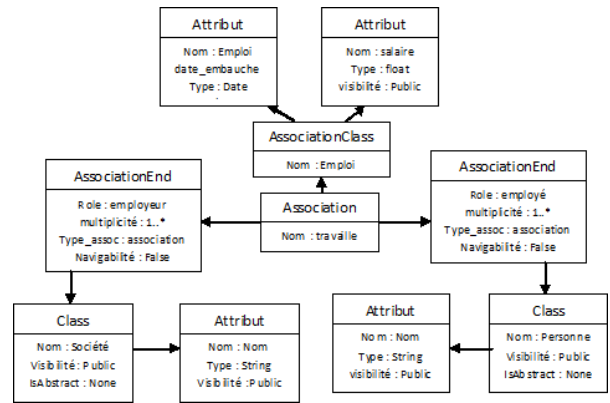 Attribut
Nom : Emploi
date_embauche
Type : Date
Attribut
Nom : salaire
Type : float
visibilité : Public
AssociationClass
Nom : Emploi
AssociationEnd
Role : employeur
multiplicité : 1..*
Type_assoc : association
Navigabilité : False
Association
Nom : travaille
AssociationEnd
Role : employé
multiplicité : 1..*
Type_assoc : association
Navigabilité : False
Class
Nom : Société
Visibilité : Public
IsAbstract : None
Attribut
Nom : Nom
Type : String
Visibilité : Public
Attribut
Nom : Nom
Type : String
visibilité : Public
Class
Nom : Personne
Visibilité : Public
IsAbstract : None